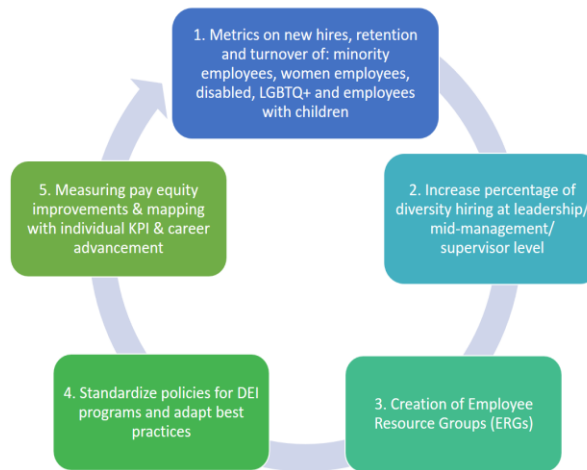 1. Metrics on new hires, retention
and turnover of: minority
employees, women employees,
disabled, LGBTQ+ and employees
with children
2. Increase percentage of
diversity hiring at leadership/
mid-management/
supervisor level
3. Creation of Employee
Resource Groups (ERGs)
4. Standardize policies for DEI
programs and adapt best
practices
5. Measuring pay equity
improvements & mapping
with individual KPI & career
advancement